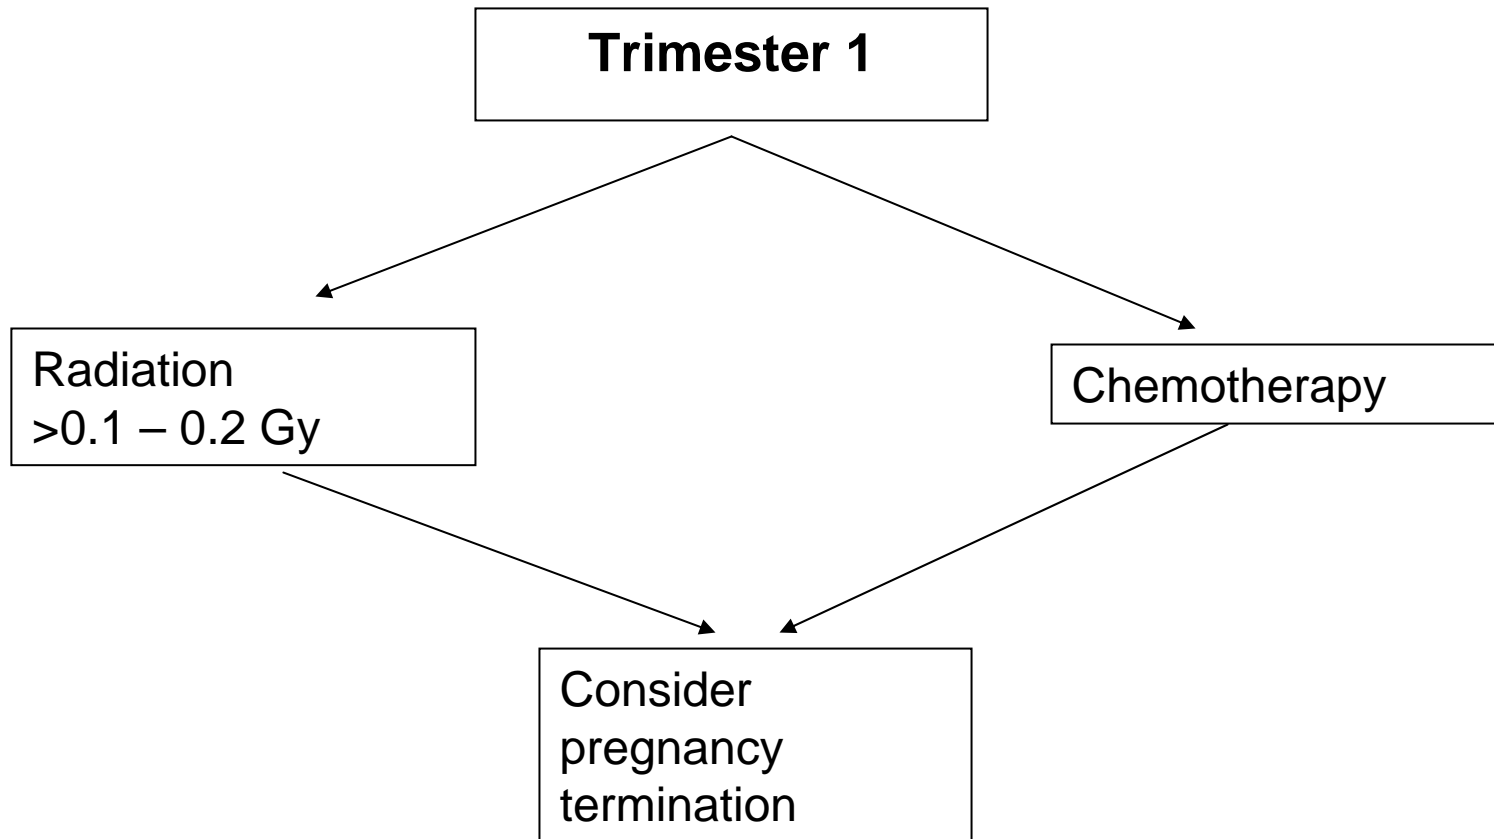 Trimester 1
Radiation
>0.1 – 0.2 Gy
Chemotherapy
Consider
pregnancy
termination